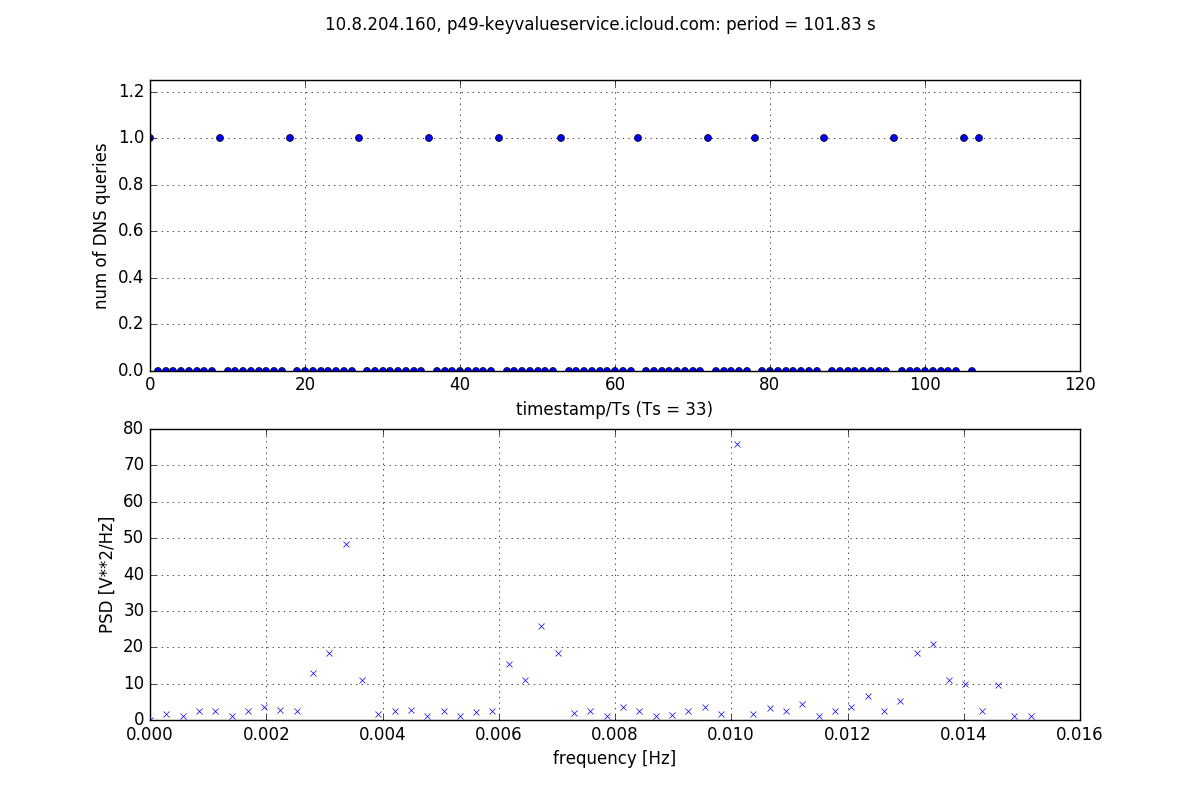 10.8.204.160, p49-keyvalueservice.icloud.com: period = 101.83 s
1.2
1.0
0.8
0.6
0.4
0.2
0.0
num of DNS queries
0 20 40 60 80 100 120
timestamp/Ts (Ts = 33)
80
70
60
50
40
30
20
10
0
PSD [V**2/Hz]
0.000 0.002 0.004 0.006 0.008 0.010 0.012 0.014 0.016
frequency [Hz]